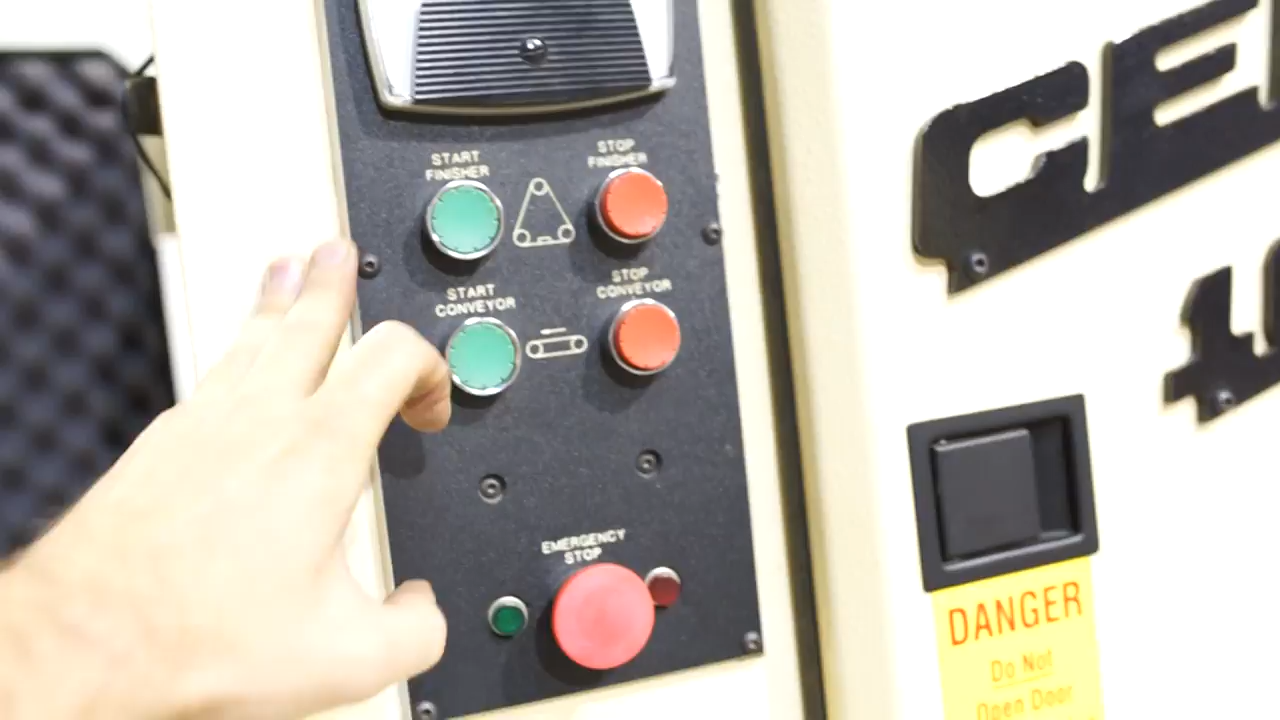 START
FINISHER
STOP
FINISHER
START
CONVEYOR
STOP
CONVEYOR
EMERGENCY
STOP
DANGER
Do Not
Open Door